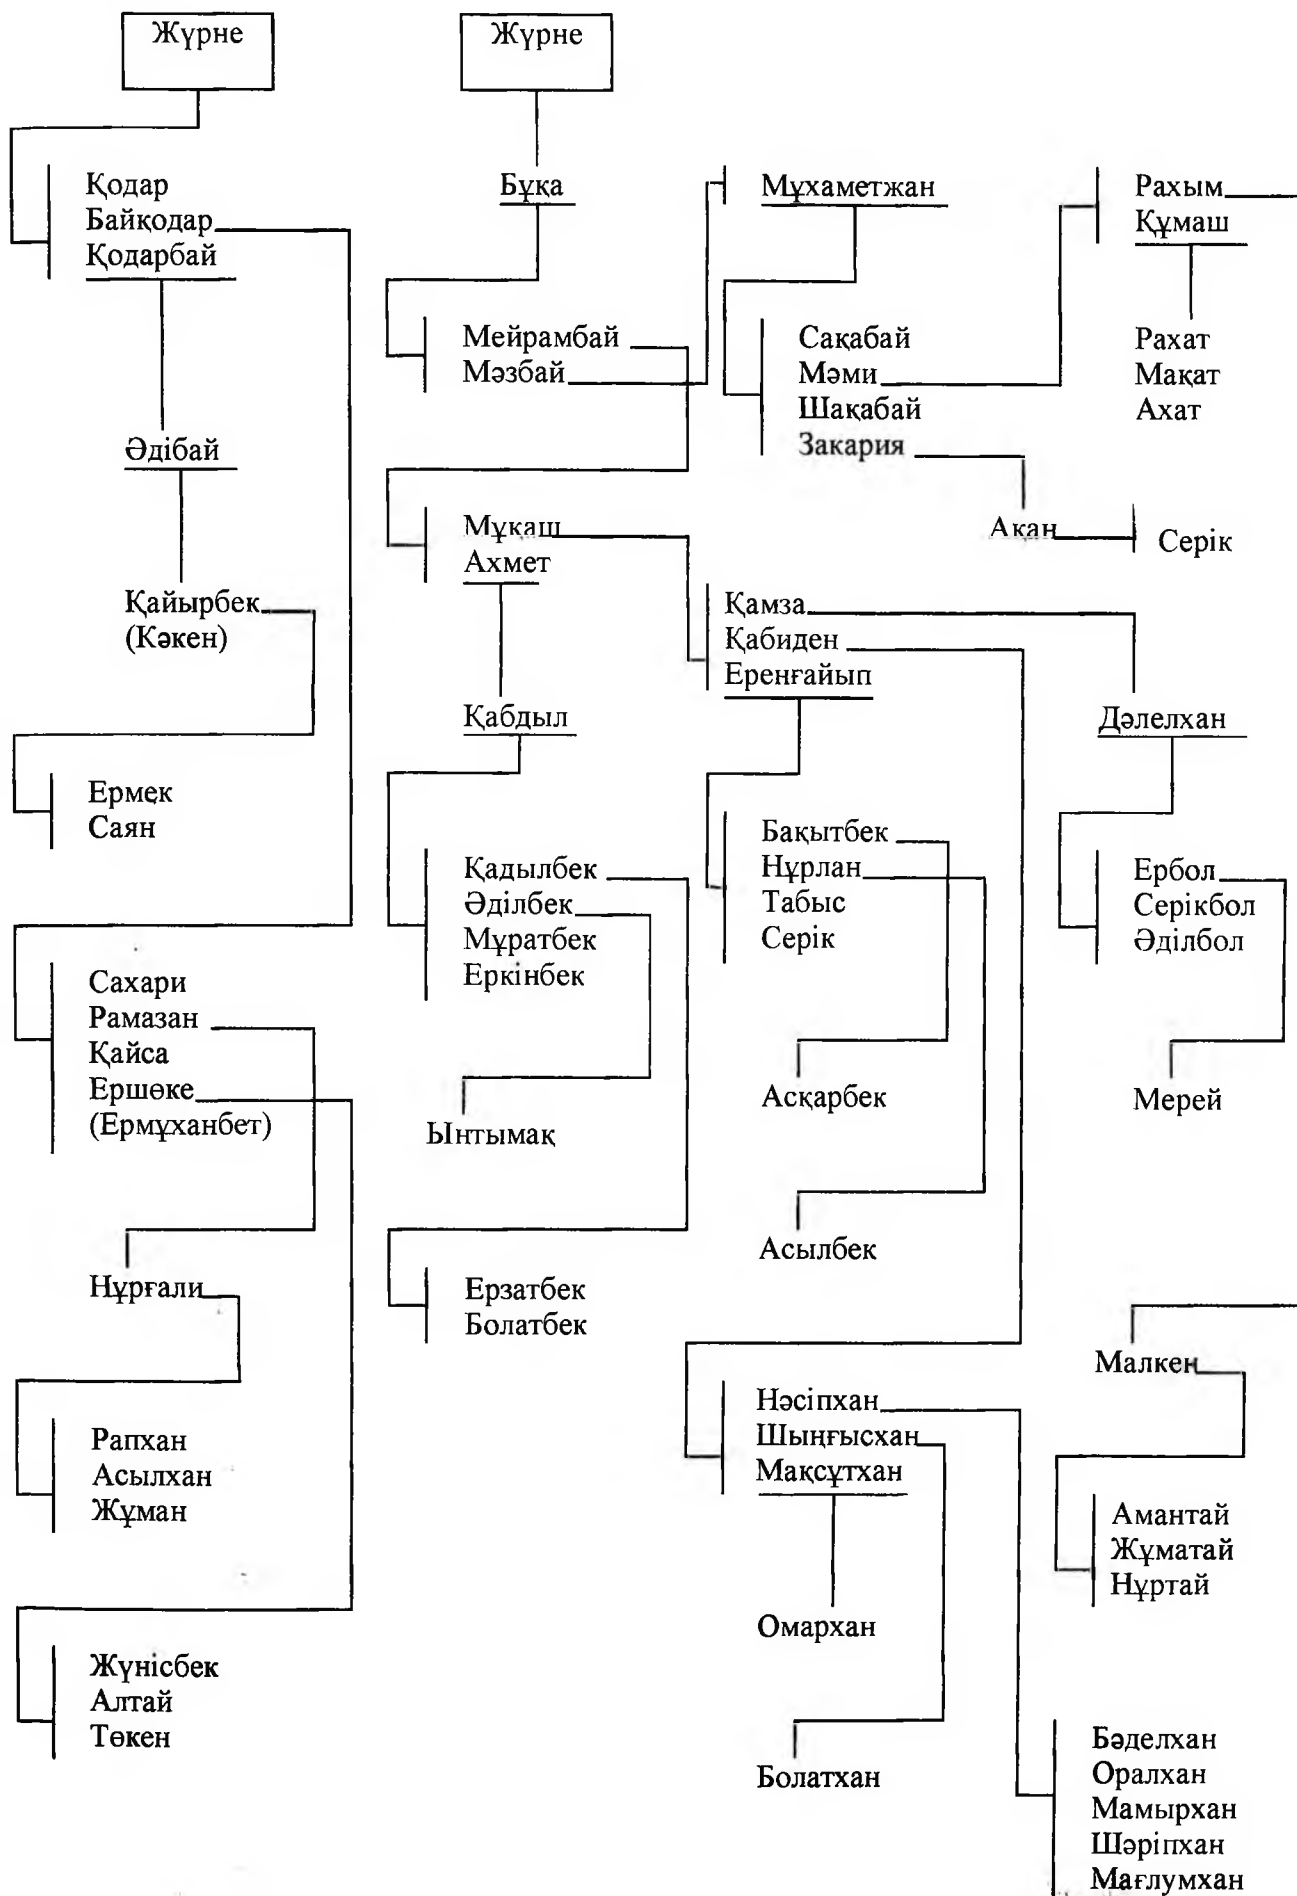 Жүрне
Жүрне
Қодар
Байқодар
Қодарбай
Әдібай
Қайырбек
(Кәкен)
Ермек
Саян
Сахари
Рамазан
Қайса
Ершөке
(Ермұханбет)
Нұрғали
Рапхан
Асылхан
Жұман
Жүнісбек
Алтай
Төкен
Бұқа
Мейрамбай
Мәзбай
Мұқаш
Ахмет
Қабдыл
Қадылбек
Әділбек
Мұратбек
Еркінбек
Ынтымақ
Ерзатбек
Болатбек
Мұхаметжан
Сақабай
Мәми
Шақабай
Закария
Ақан
Серік
Қамза
Қабиден
Еренғайып
Бақытбек
Нұрлан
Табыс
Серік
Асқарбек
Асылбек
Нәсіпхан
Шыңғысхан
Мақсұтхан
Омархан
Болатхан
Рахым
Құмаш
Рахат
Мақат
Ахат
Дәлелхан
Ербол
Серікбол
Әділбол
Мерей
Малкен
Амантай
Жұматай
Нұртай
Бәделхан
Оралхан
Мамырхан
Шәріпхан
Мағлумхан